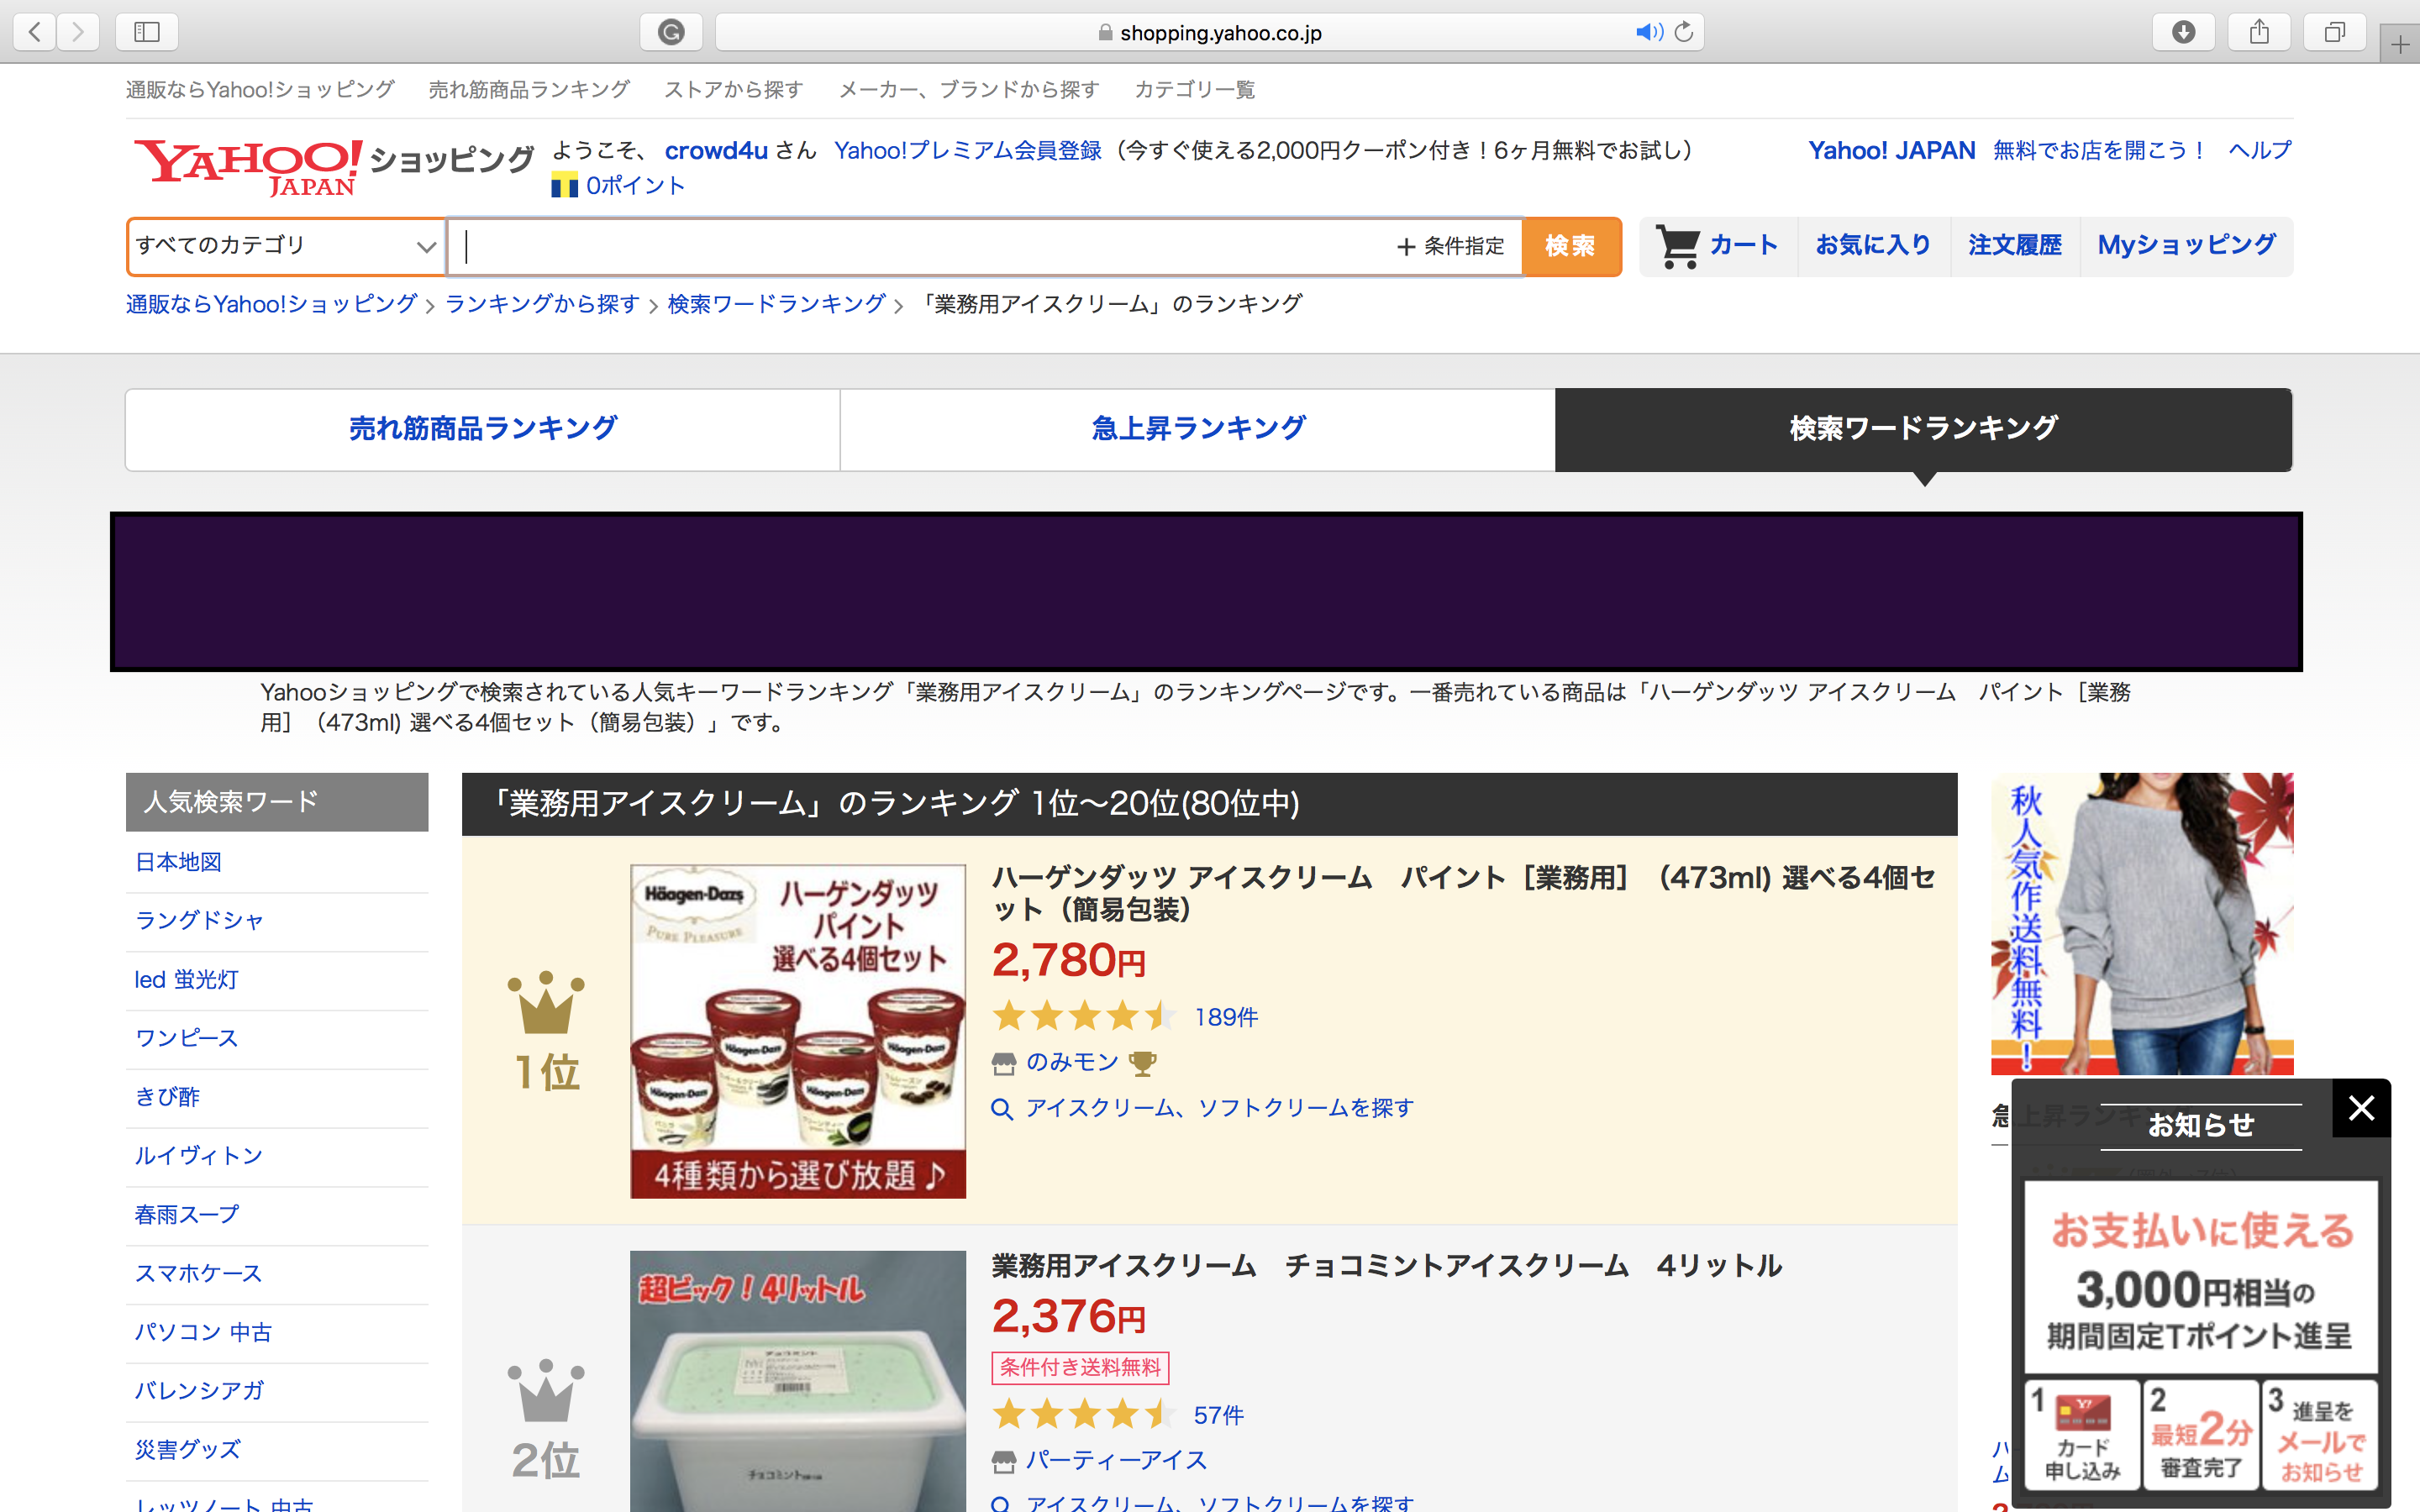 shopping.yahoo.co.jp
通販ならYahoo!ショッピング 売れ筋商品ランキング ストアから探す メーカー、ブランドから探す カテゴリ一覧
YAHOO! JAPAN ショッピング
ようこそ、 crowd4u さん Yahoo!プレミアム会員登録 （今すぐ使える2,000円クーポン付き！6ヶ月無料でお試し）
0ポイント
Yahoo! JAPAN 無料でお店を開こう！ ヘルプ
すべてのカテゴリ
＋条件指定
検索
カート お気に入り 注文履歴 Myショッピング
通販ならYahoo!ショッピング > ランキングから探す > 検索ワードランキング > 「業務用アイスクリーム」のランキング
売れ筋商品ランキング 急上昇ランキング 検索ワードランキング
Yahooショッピングで検索されている人気キーワードランキング「業務用アイスクリーム」のランキングページです。一番売れている商品は「ハーゲンダッツ アイスクリーム　パイント［業務
用］（473ml) 選べる4個セット（簡易包装）」です。
人気検索ワード
日本地図
ラングドシャ
led 蛍光灯
ワンピース
きび酢
ルイヴィトン
春雨スープ
スマホケース
パソコン 中古
バレンシアガ
災害グッズ
レッツノート 中古
「業務用アイスクリーム」のランキング 1位〜20位(80位中)
1位
Häagen-Dazs
PURE PLEASURE
ハーゲンダッツ
パイント
選べる4個セット
Häagen-Dazs
Häagen-Dazs
Häagen-Dazs
Häagen-Dazs
4種類から選び放題♪
ハーゲンダッツ アイスクリーム　パイント［業務用］（473ml) 選べる4個セ
ット（簡易包装）
2,780円
189件
のみモン
アイスクリーム、ソフトクリームを探す
2位
超ビック！4リットル
チョコミント
チョコミント
業務用アイスクリーム　チョコミントアイスクリーム　4リットル
2,376円
条件付き送料無料
57件
パーティーアイス
アイスクリーム、ソフトクリームを探す
秋人気作送料無料！
急上昇ランキング
お知らせ
お支払いに使える
3,000円相当の
期間固定Tポイント進呈
1 カード
申し込み
2 最短2分
審査完了
3 進呈を
メールで
お知らせ
ハ
ム